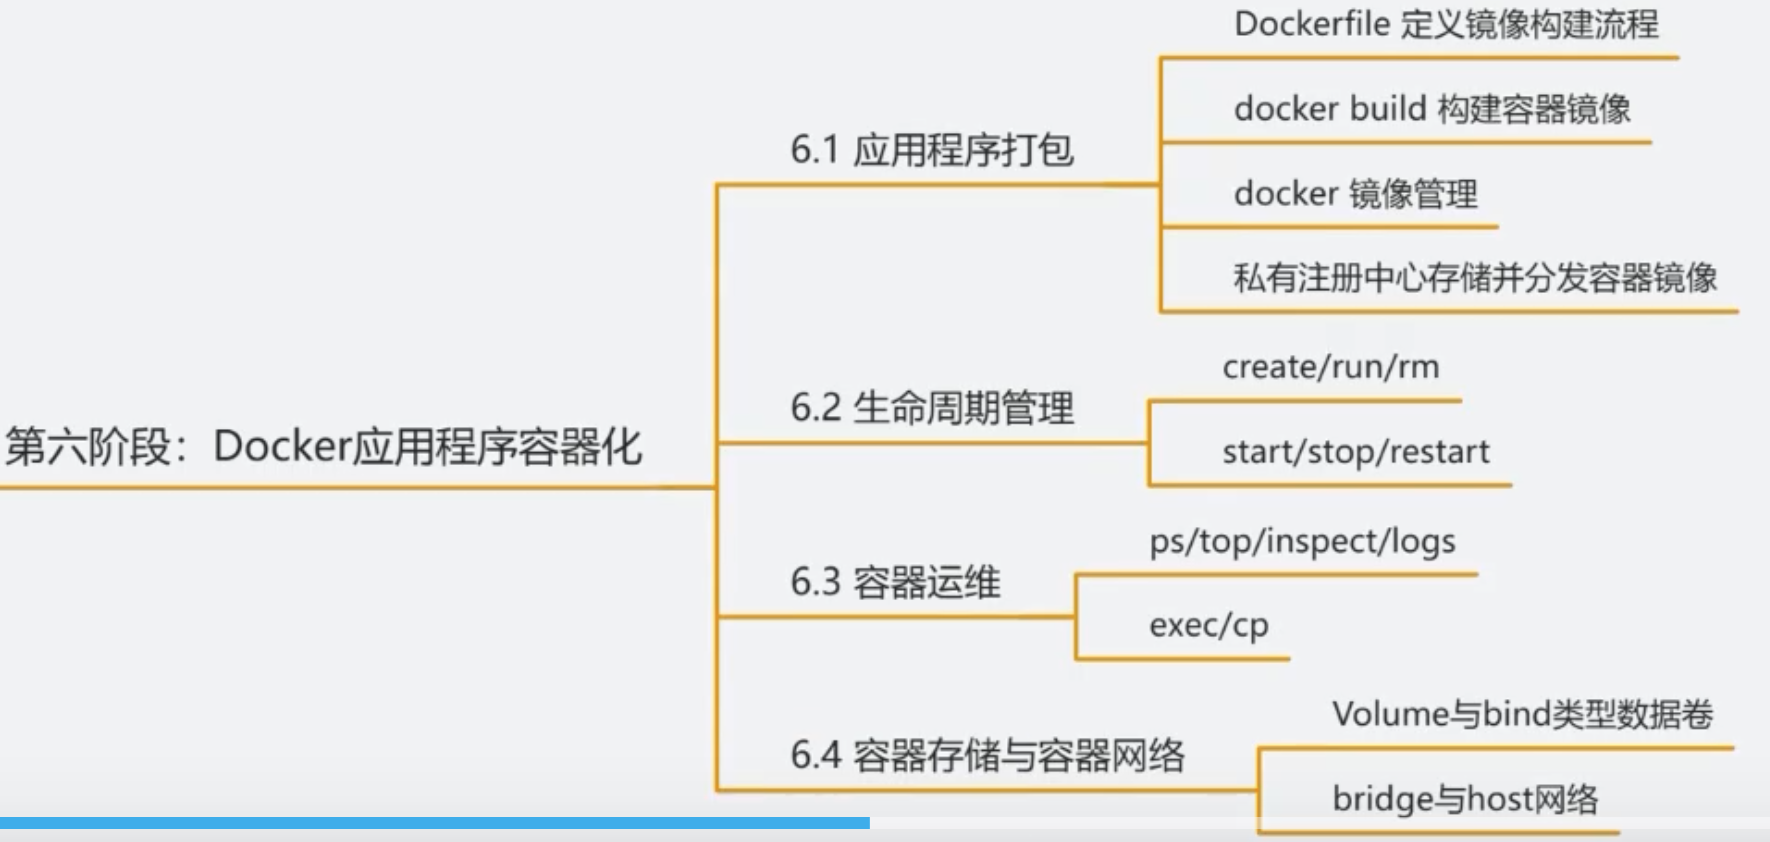 第六阶段：Docker应用程序容器化
6.1 应用程序打包
Dockerfile 定义镜像构建流程
docker build 构建容器镜像
docker 镜像管理
私有注册中心存储并分发容器镜像
6.2 生命周期管理
create/run/rm
start/stop/restart
6.3 容器运维
ps/top/inspect/logs
exec/cp
6.4 容器存储与容器网络
Volume与bind类型数据卷
bridge与host网络